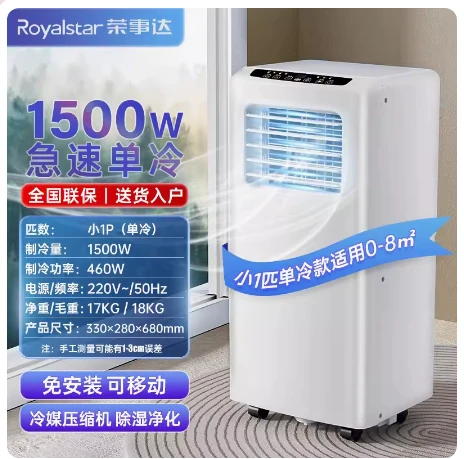 Royalstar 荣事达
1500W
急速单冷
全国联保 | 送货入户
匹数: 小1P（单冷）
制冷量: 1500W
制冷功率: 460W
电源/频率: 220V~/50Hz
净重/毛重: 17KG / 18KG
产品尺寸: 330×280×680mm
注: 手工测量可能有1-3cm误差
小1匹单冷款适用0-8㎡
免安装 可移动
冷媒压缩机 除湿净化